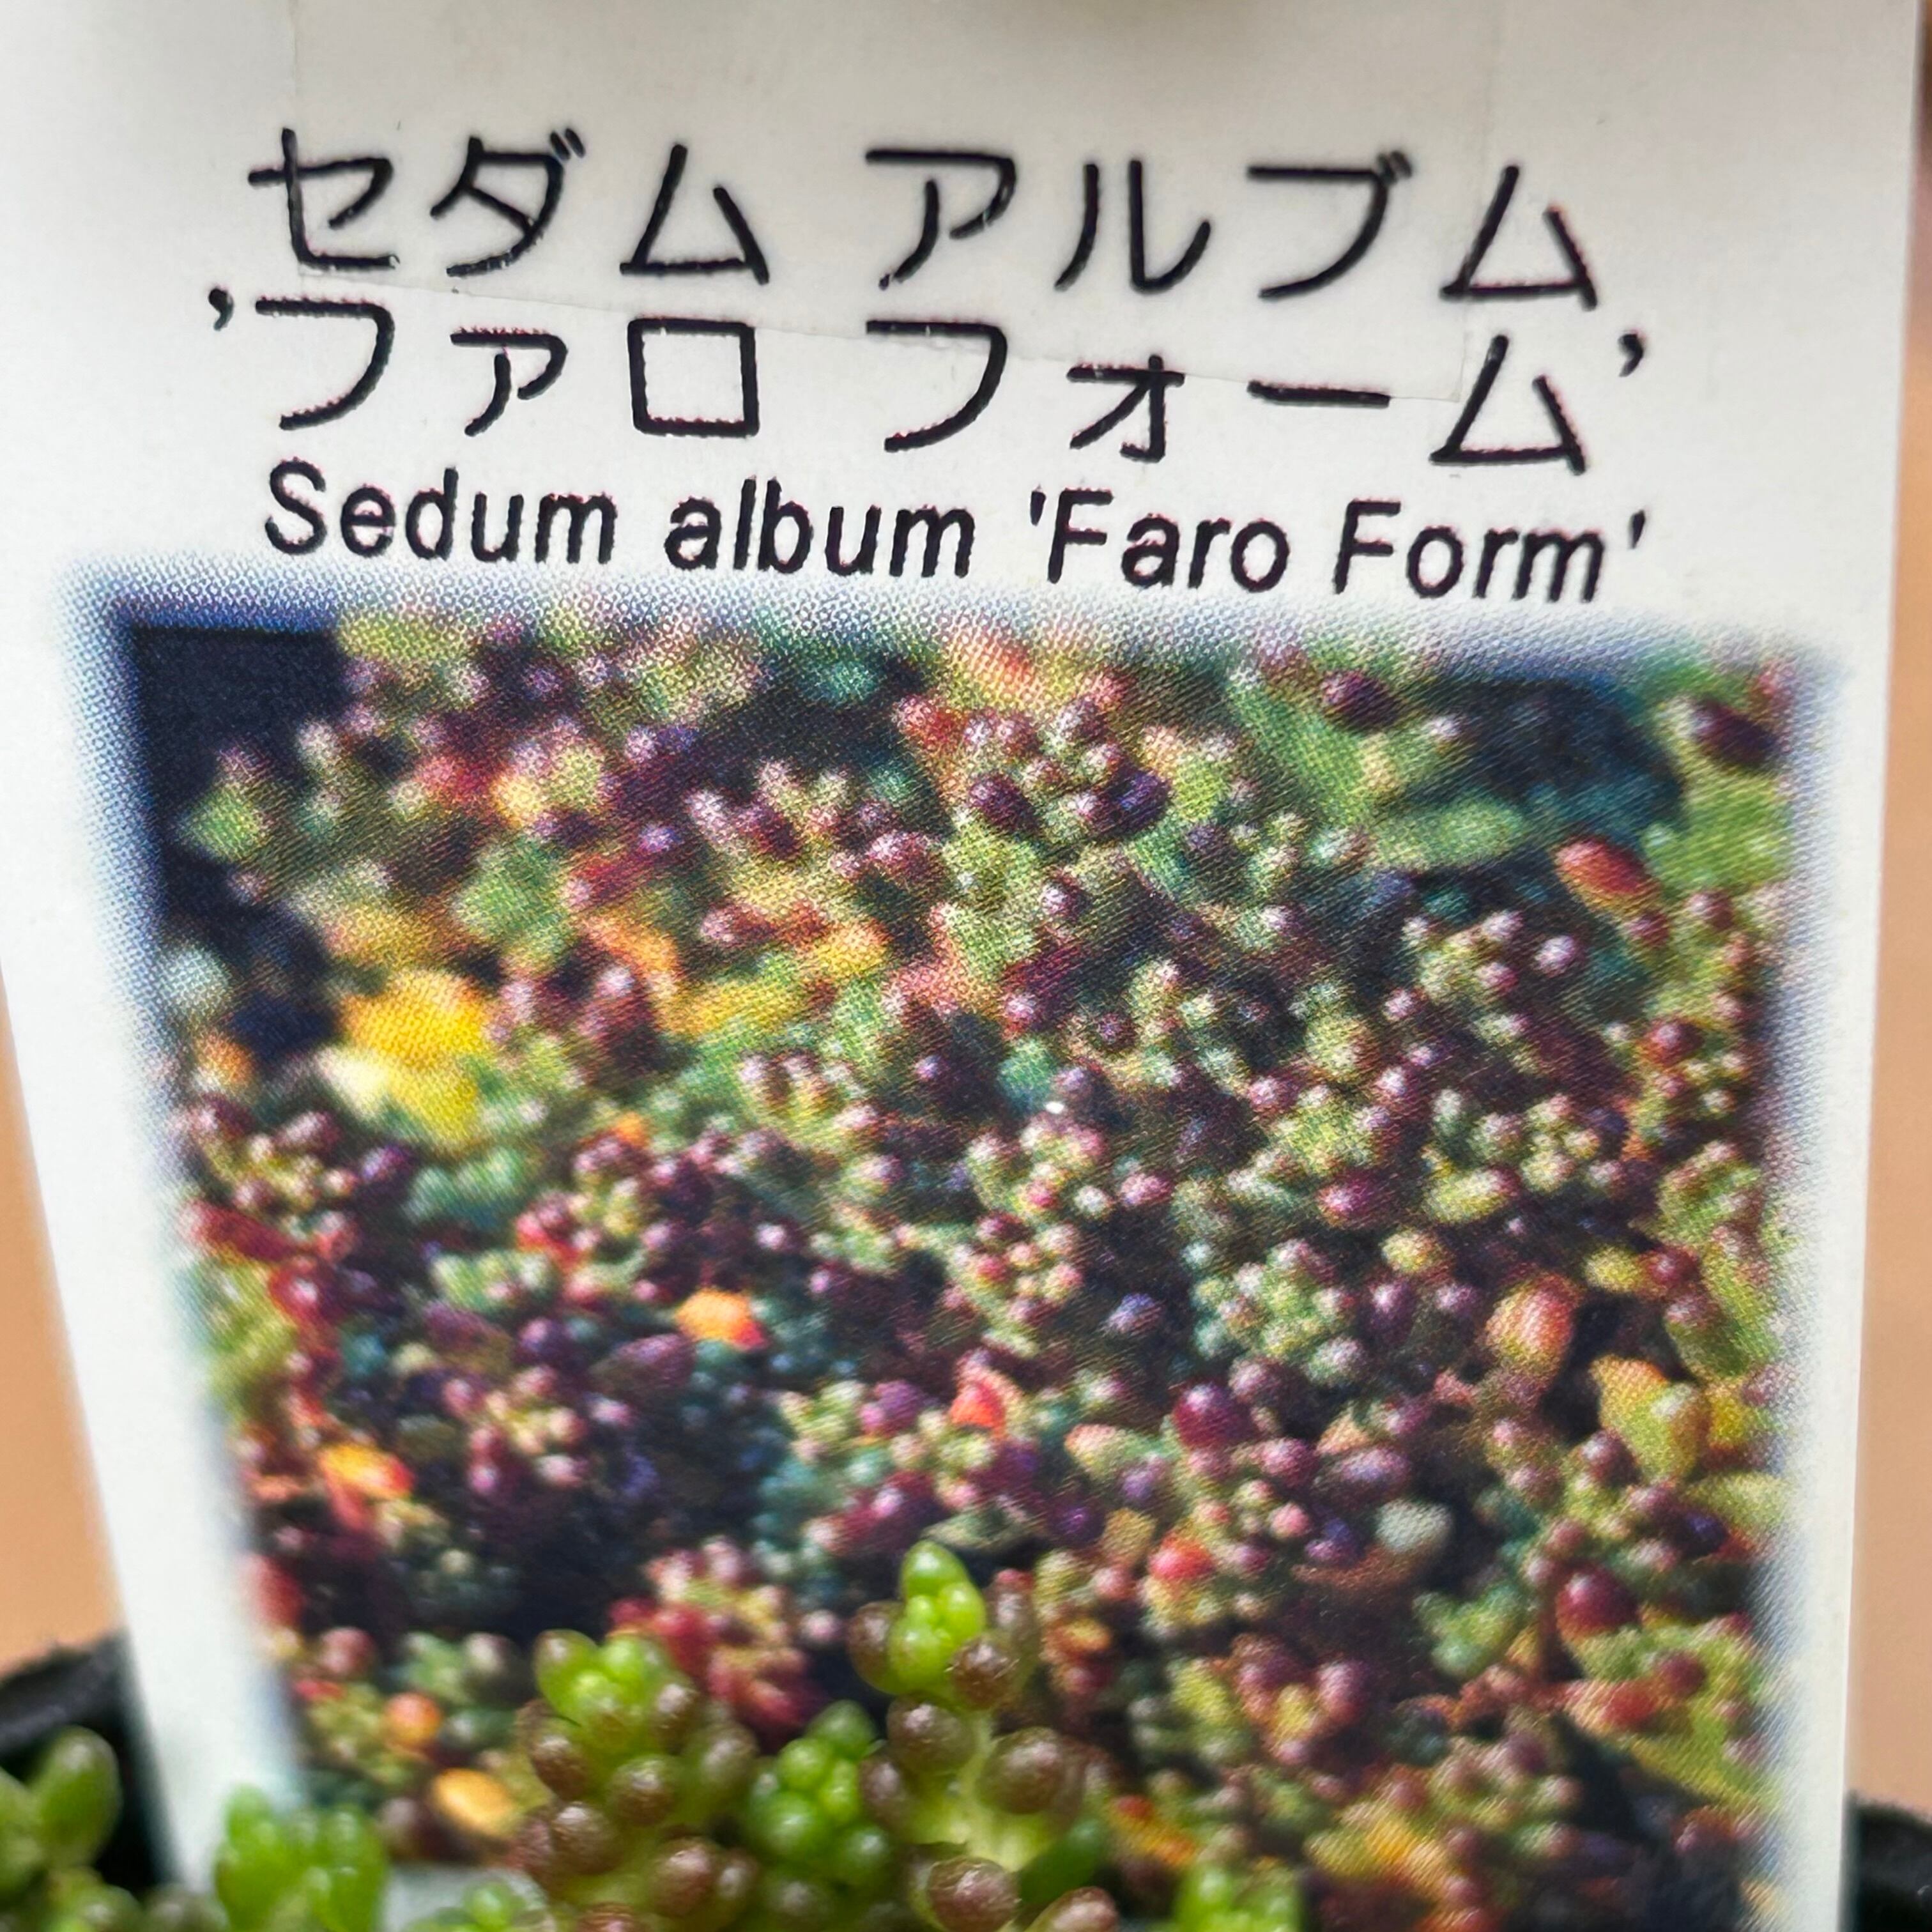 セダム アルブム
’ファロ フォーム’
Sedum album 'Faro Form'